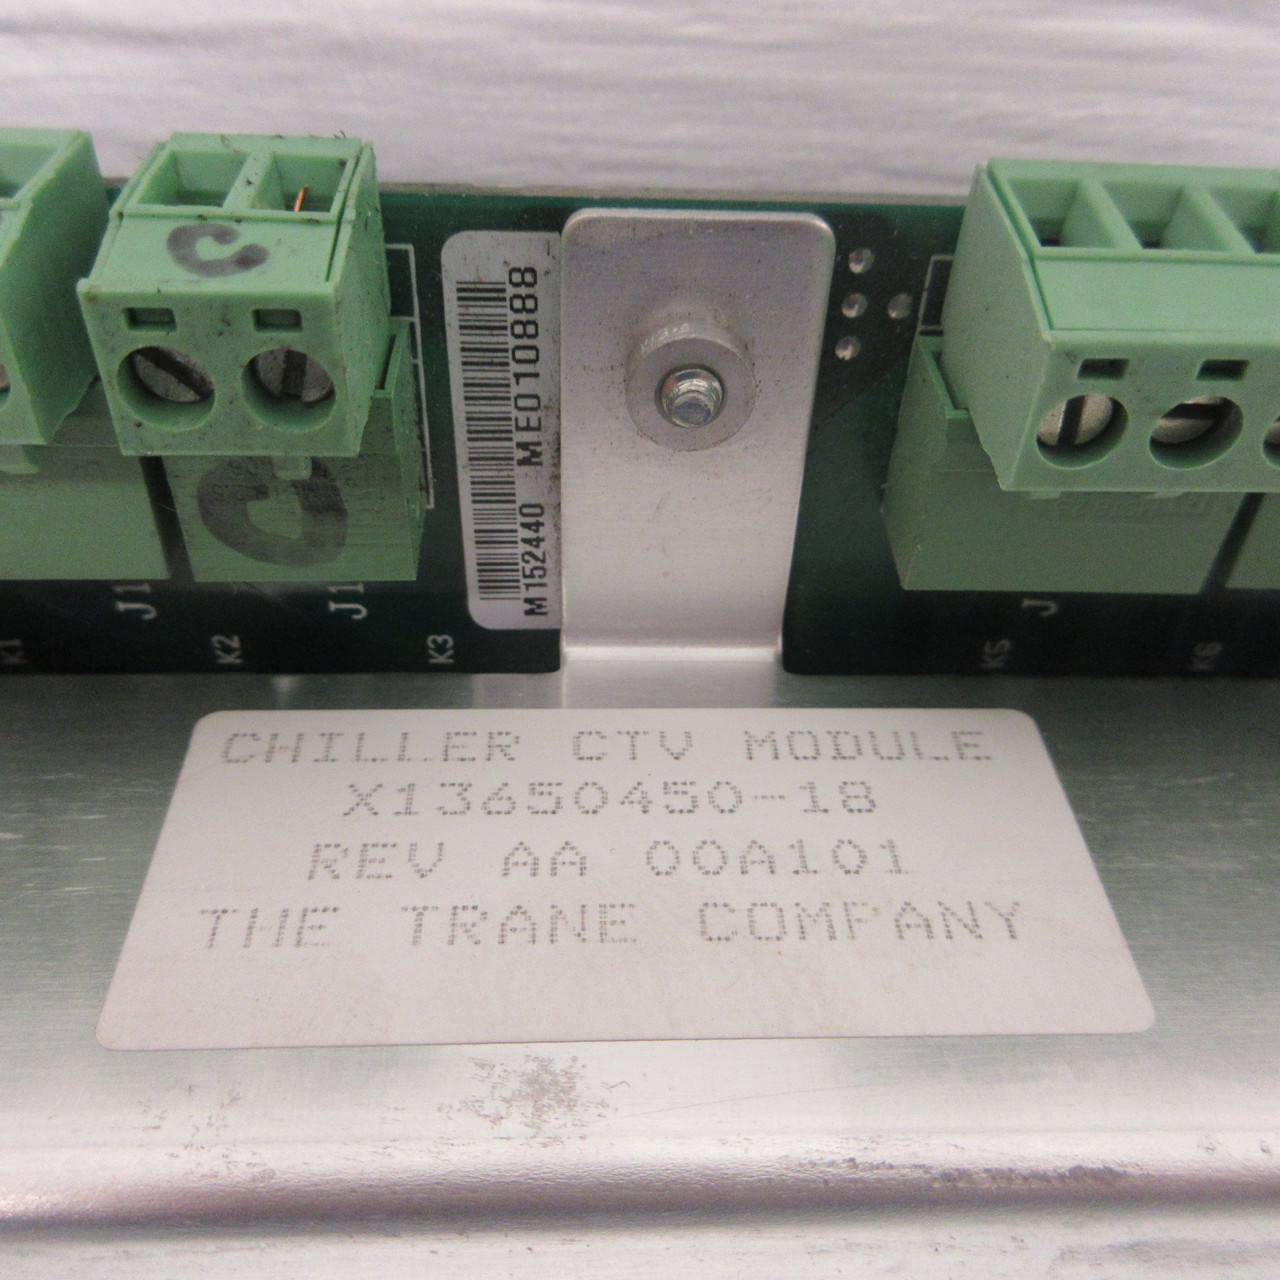 C
C
M152440 ME010888
J1
J1
J
K1
K2
K3
K5
K6
CHILLER CTV MODULE
X13650450-18
REV AA 00A101
THE TRANE COMPANY